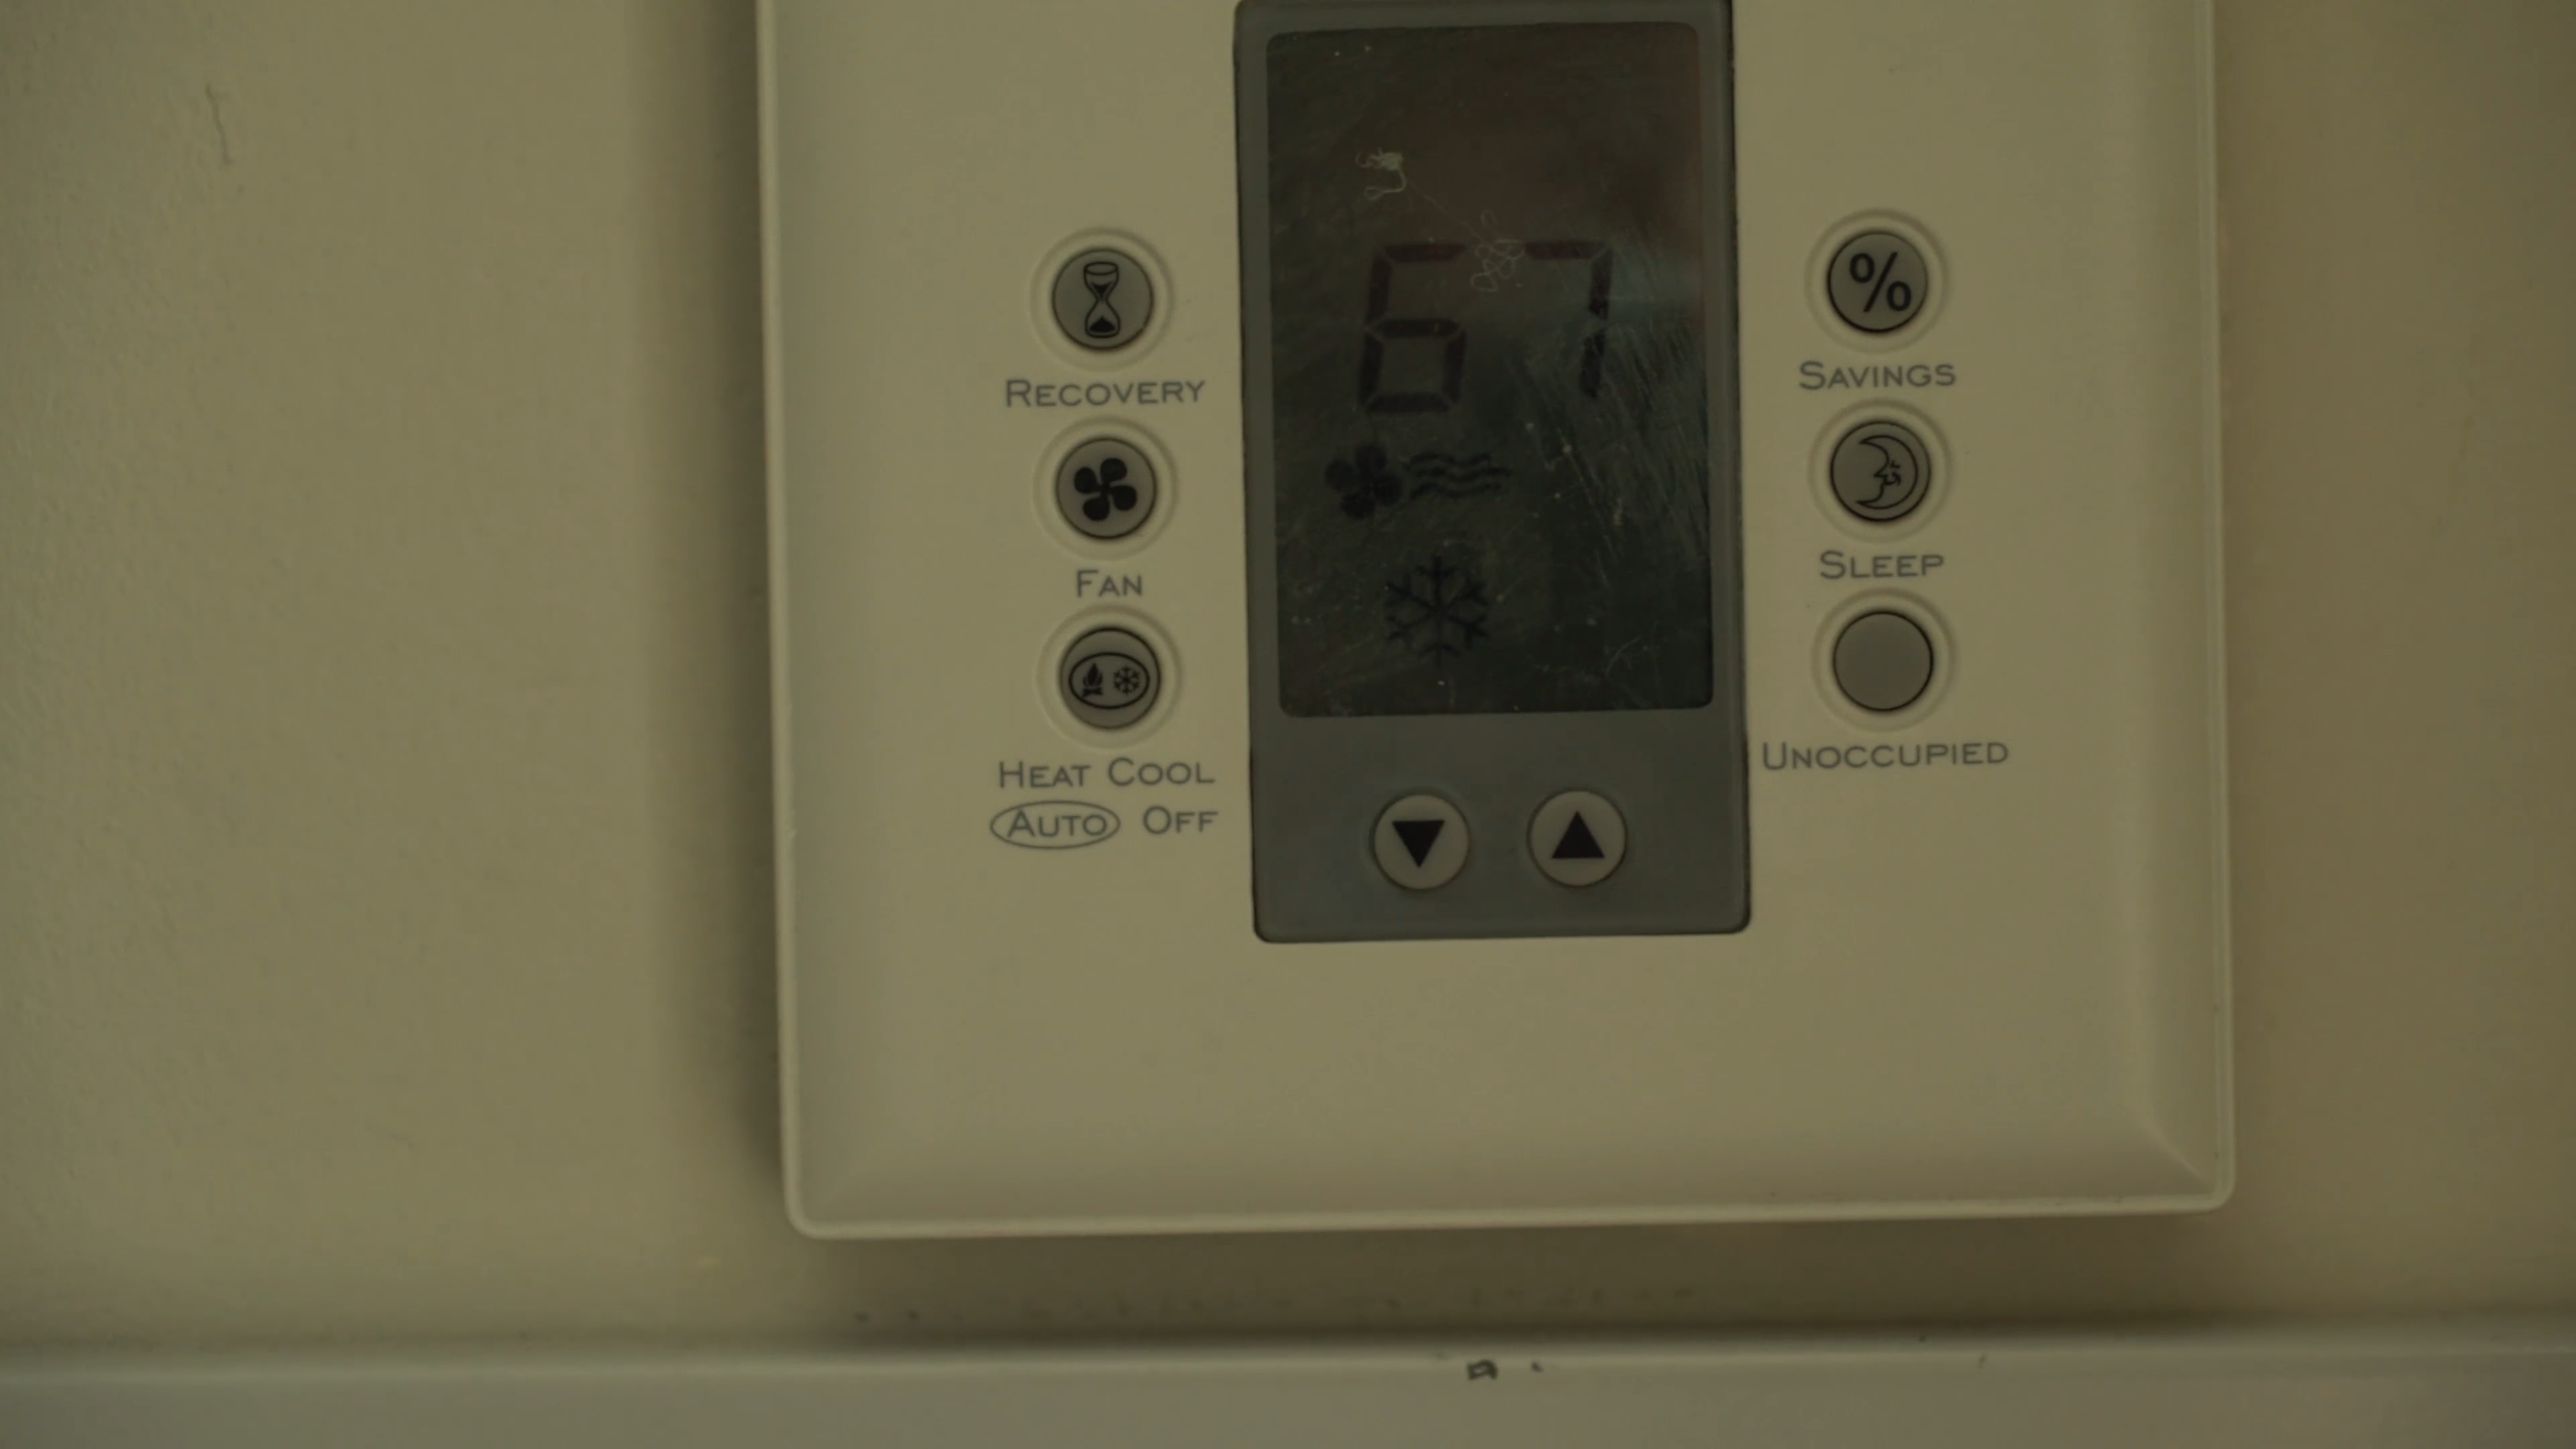 67
%
RECOVERY
SAVINGS
FAN
SLEEP
HEAT COOL
AUTO OFF
UNOCCUPIED